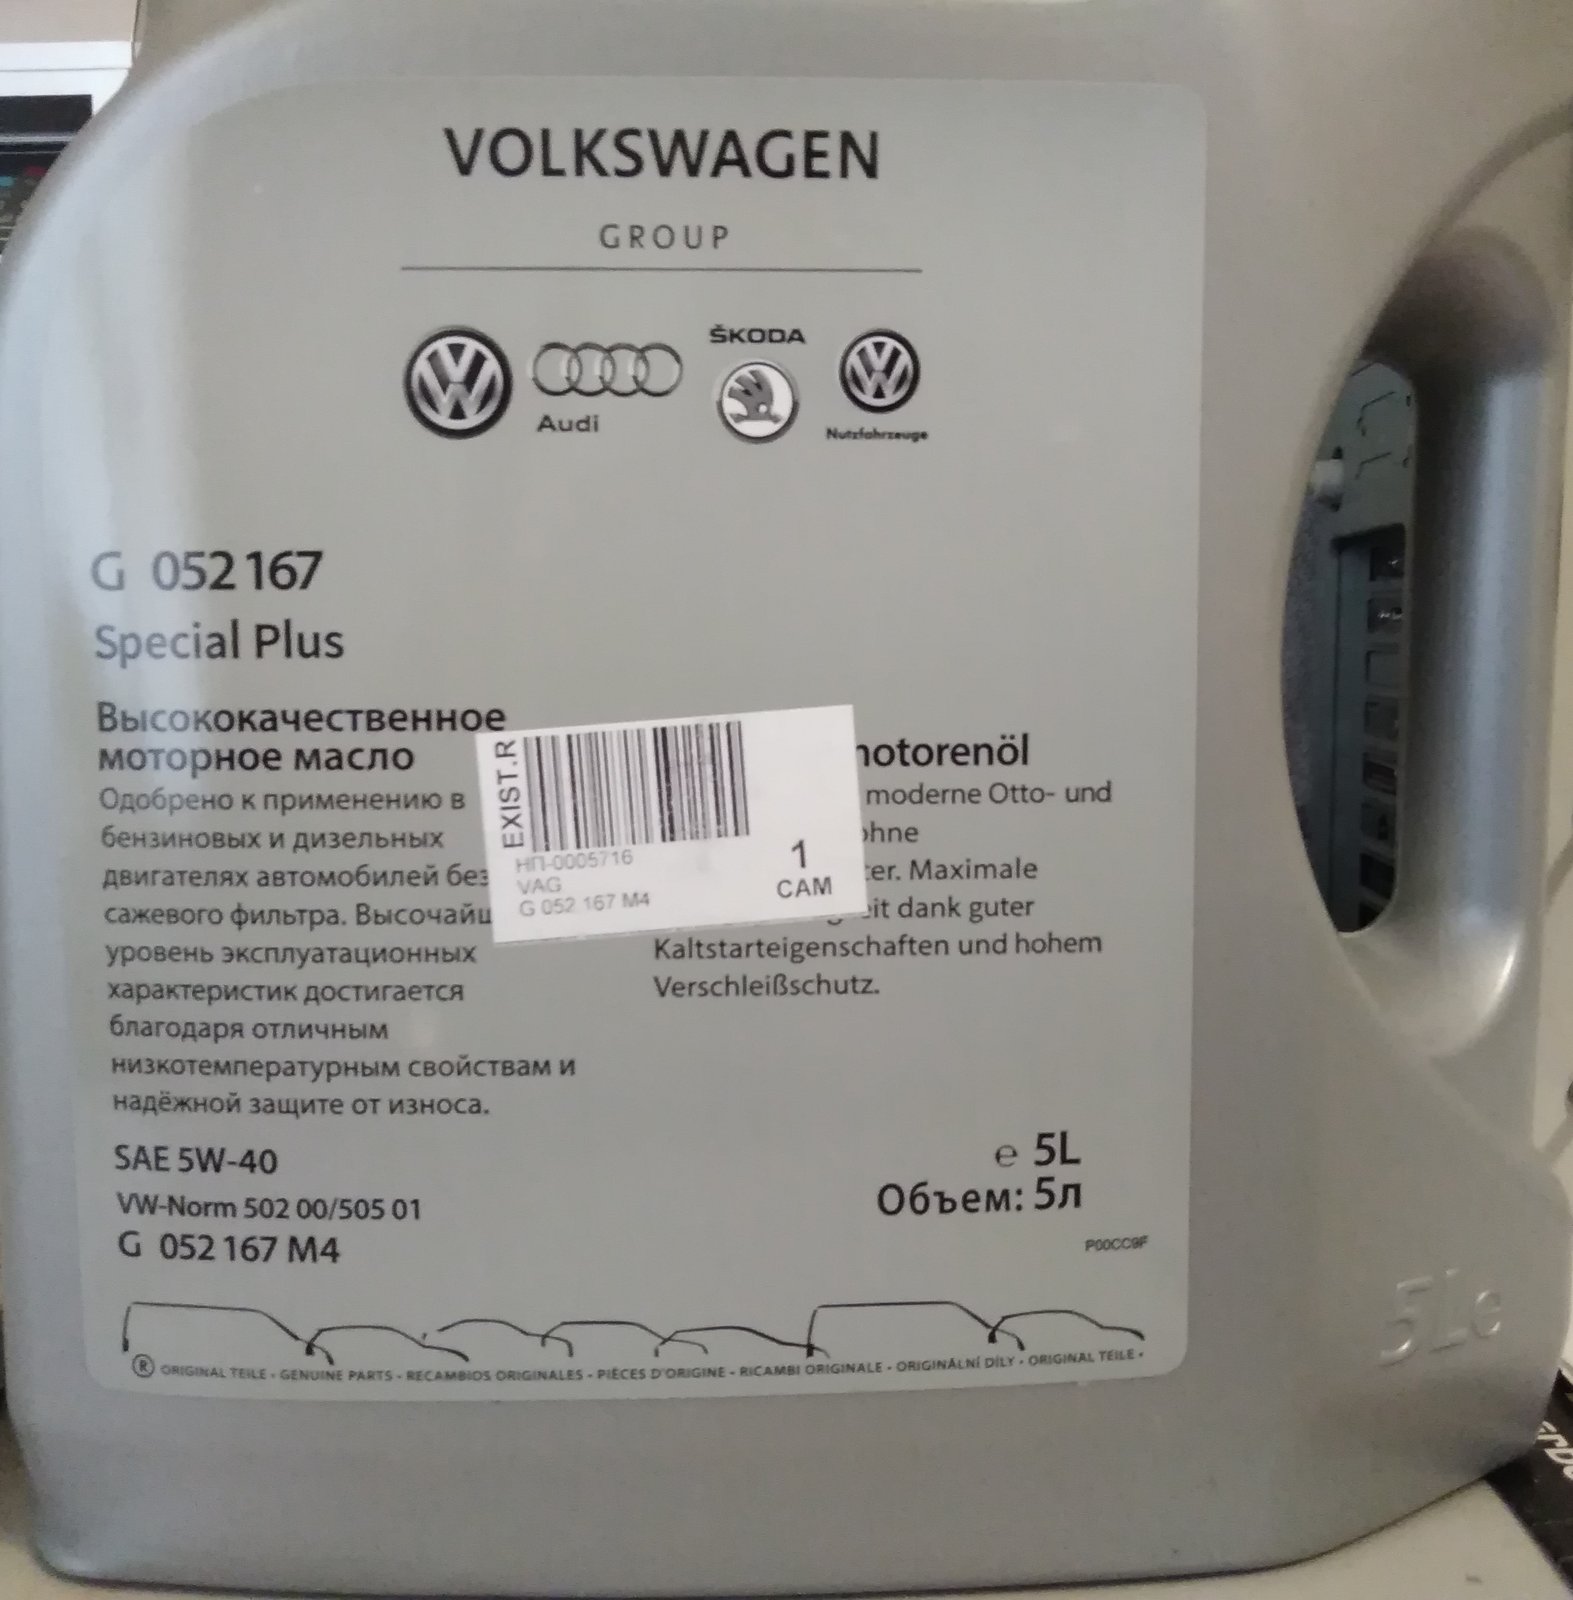 VOLKSWAGEN
GROUP
ŠKODA
Audi
Nutzfahrzeuge
G 052 167
Special Plus
Высококачественное
моторное масло
Одобрено к применению в
бензиновых и дизельных
двигателях автомобилей без
сажевого фильтра. Высочайш
уровень эксплуатационных
характеристик достигается
благодаря отличным
низкотемпературным свойствам и
надёжной защите от износа.
EXIST.R
НП-0005716
VAG
G 052 167 M4
1
САМ
motorenöl
moderne Otto- und
ohne
ter. Maximale
eit dank guter
Kaltstarteigenschaften und hohem
Verschleißschutz.
SAE 5W-40
VW-Norm 502 00/505 01
G 052 167 M4
e 5L
Объем: 5л
P00CC9F
® ORIGINAL TEILE - GENUINE PARTS - RECAMBIOS ORIGINALES - PIÈCES D'ORIGINE - RICAMBI ORIGINALE - ORIGINÁLNÍ DÍLY - ORIGINAL TEILE -
5Le